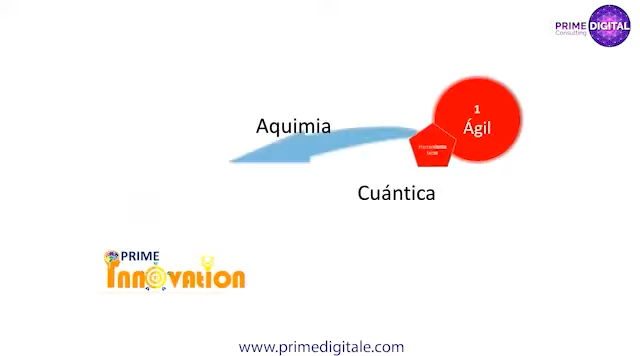 PRIME DIGITAL
Consulting
1
Ágil
Aquimia
Cuántica
PRIME
innovation
www.primedigitale.com